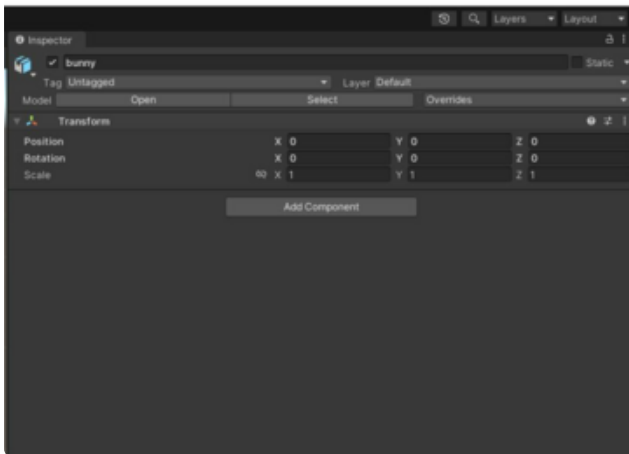 Layers Layout
Inspector
bunny Static
Tag Untagged Layer Default
Model Open Select Overrides
Transform
Position X 0 Y 0 Z 0
Rotation X 0 Y 0 Z 0
Scale X 1 Y 1 Z 1
Add Component